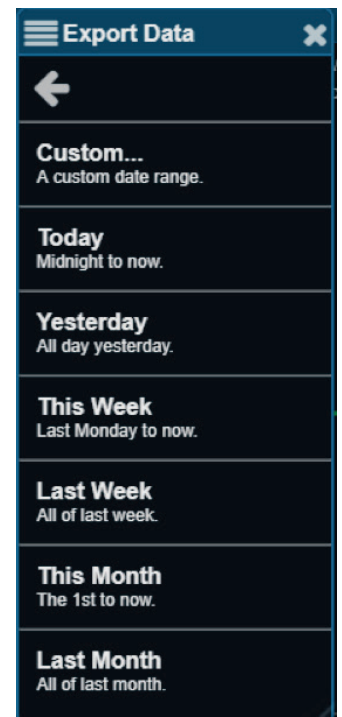 Export Data
Custom...
A custom date range.
Today
Midnight to now.
Yesterday
All day yesterday.
This Week
Last Monday to now.
Last Week
All of last week.
This Month
The 1st to now.
Last Month
All of last month.